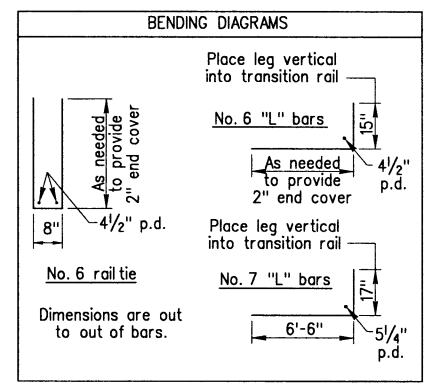 BENDING DIAGRAMS
As needed
to provide
2" end cover
8"
4 1/2" p.d.
No. 6 rail tie
Dimensions are out
to out of bars.
Place leg vertical
into transition rail
No. 6 "L" bars
15"
As needed
to provide
2" end cover
4 1/2"
p.d.
Place leg vertical
into transition rail
No. 7 "L" bars
17"
6'-6"
5 1/4"
p.d.